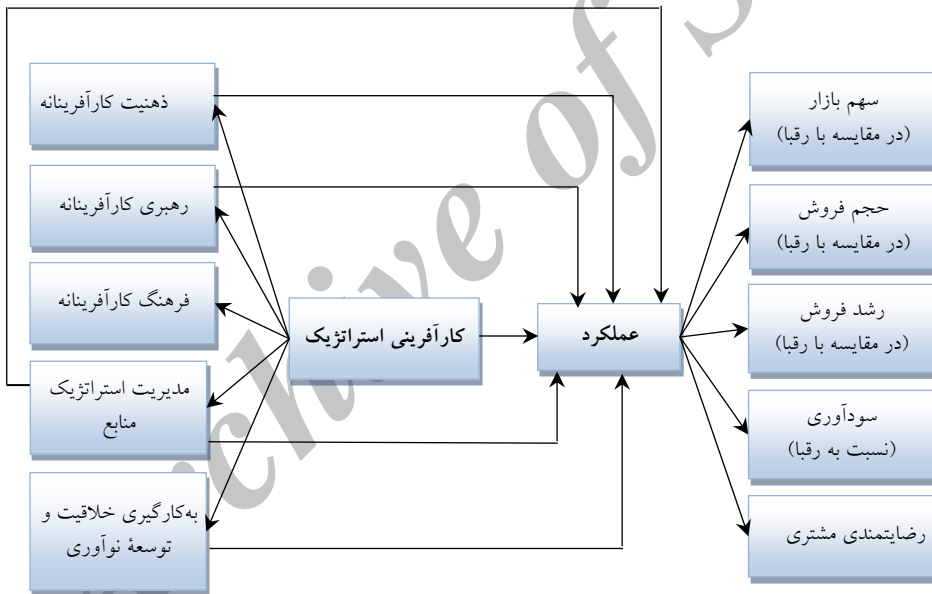 ذهنیت کارآفرینانه
رهبری کارآفرینانه
فرهنگ کارآفرینانه
مدیریت استراتژیک
منابع
به‌کارگیری خلاقیت و
توسعهٔ نوآوری
کارآفرینی استراتژیک
عملکرد
سهم بازار
(در مقایسه با رقبا)
حجم فروش
(در مقایسه با رقبا)
رشد فروش
(در مقایسه با رقبا)
سودآوری
(نسبت به رقبا)
رضایتمندی مشتری
rchive of S